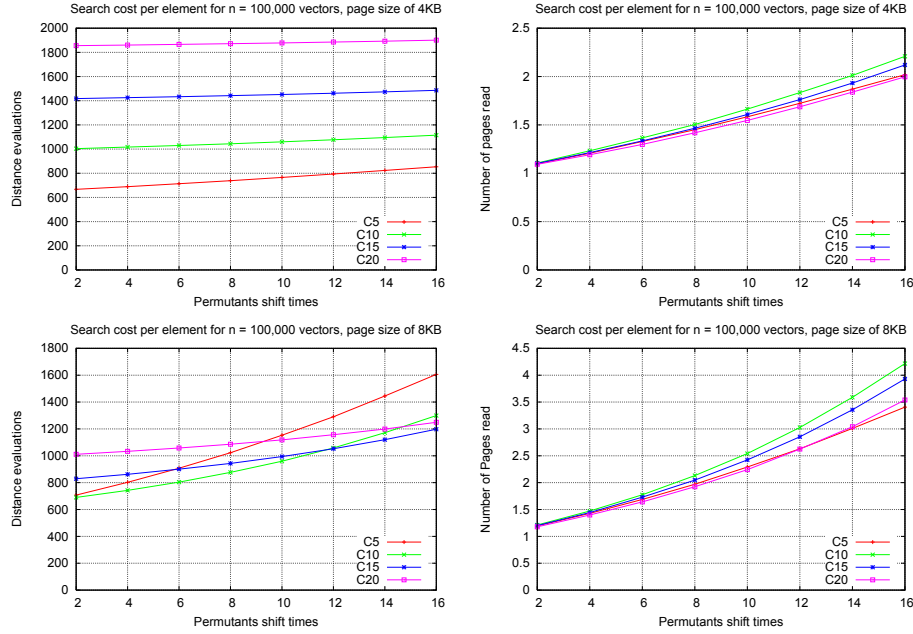 Search cost per element for n = 100,000 vectors, page size of 4KB
Distance evaluations
2000
1800
1600
1400
1200
1000
800
600
400
200
0
C5
C10
C15
C20
2 4 6 8 10 12 14 16
Permutants shift times
Search cost per element for n = 100,000 vectors, page size of 4KB
Number of pages read
2.5
2
1.5
1
0.5
C5
C10
C15
C20
2 4 6 8 10 12 14 16
Permutants shift times
Search cost per element for n = 100,000 vectors, page size of 8KB
Distance evaluations
1800
1600
1400
1200
1000
800
600
400
200
0
C5
C10
C15
C20
2 4 6 8 10 12 14 16
Permutants shift times
Search cost per element for n = 100,000 vectors, page size of 8KB
Number of Pages read
4.5
4
3.5
3
2.5
2
1.5
1
0.5
0
C5
C10
C15
C20
2 4 6 8 10 12 14 16
Permutants shift times